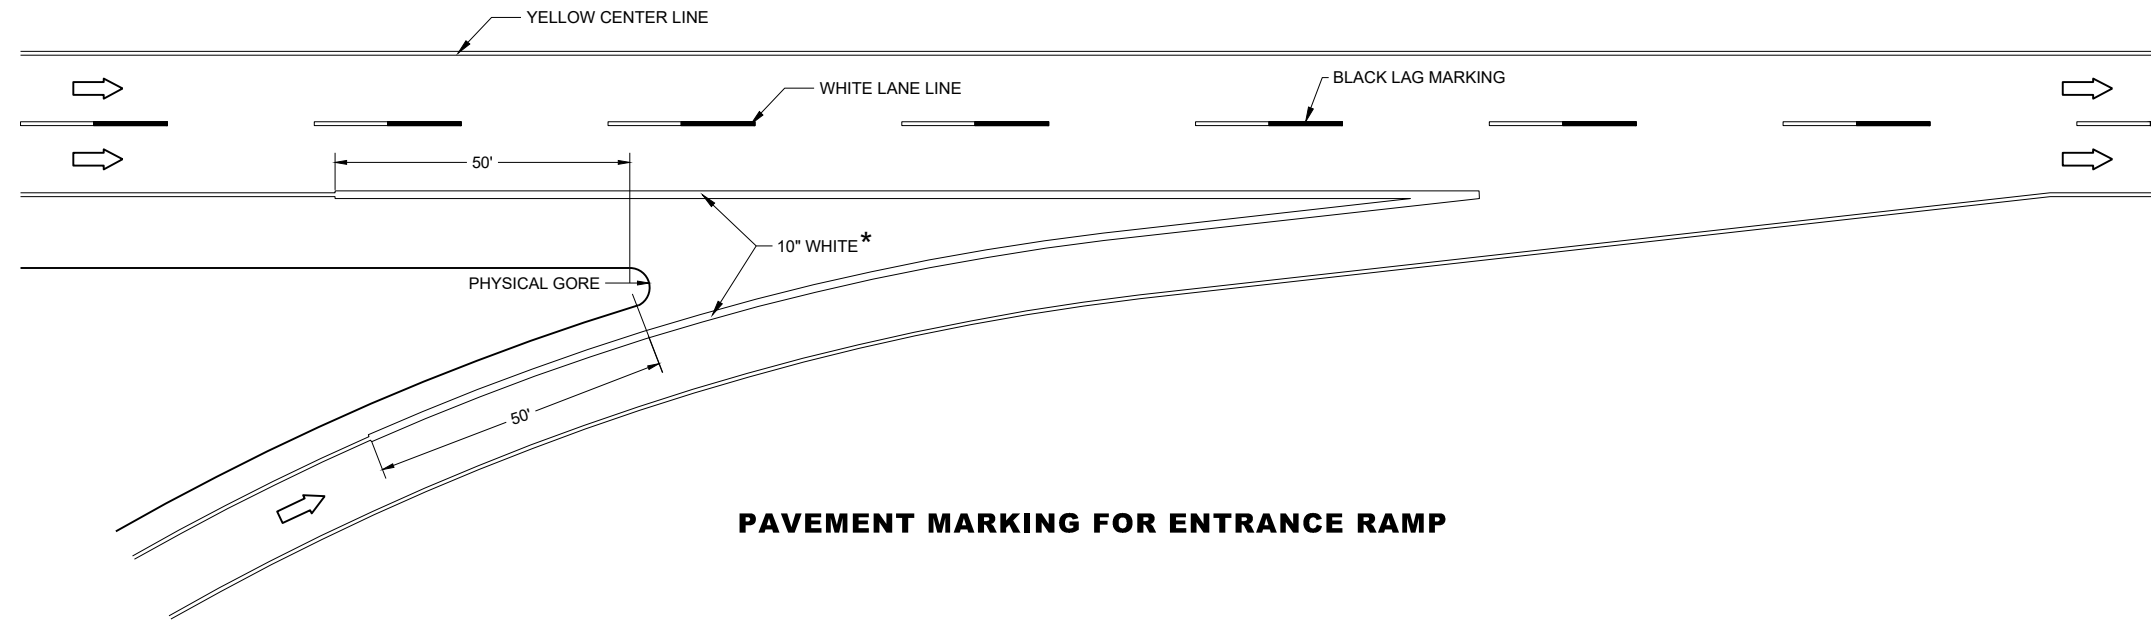 YELLOW CENTER LINE
BLACK LAG MARKING
WHITE LANE LINE
50'
10" WHITE*
PHYSICAL GORE
50'
PAVEMENT MARKING FOR ENTRANCE RAMP